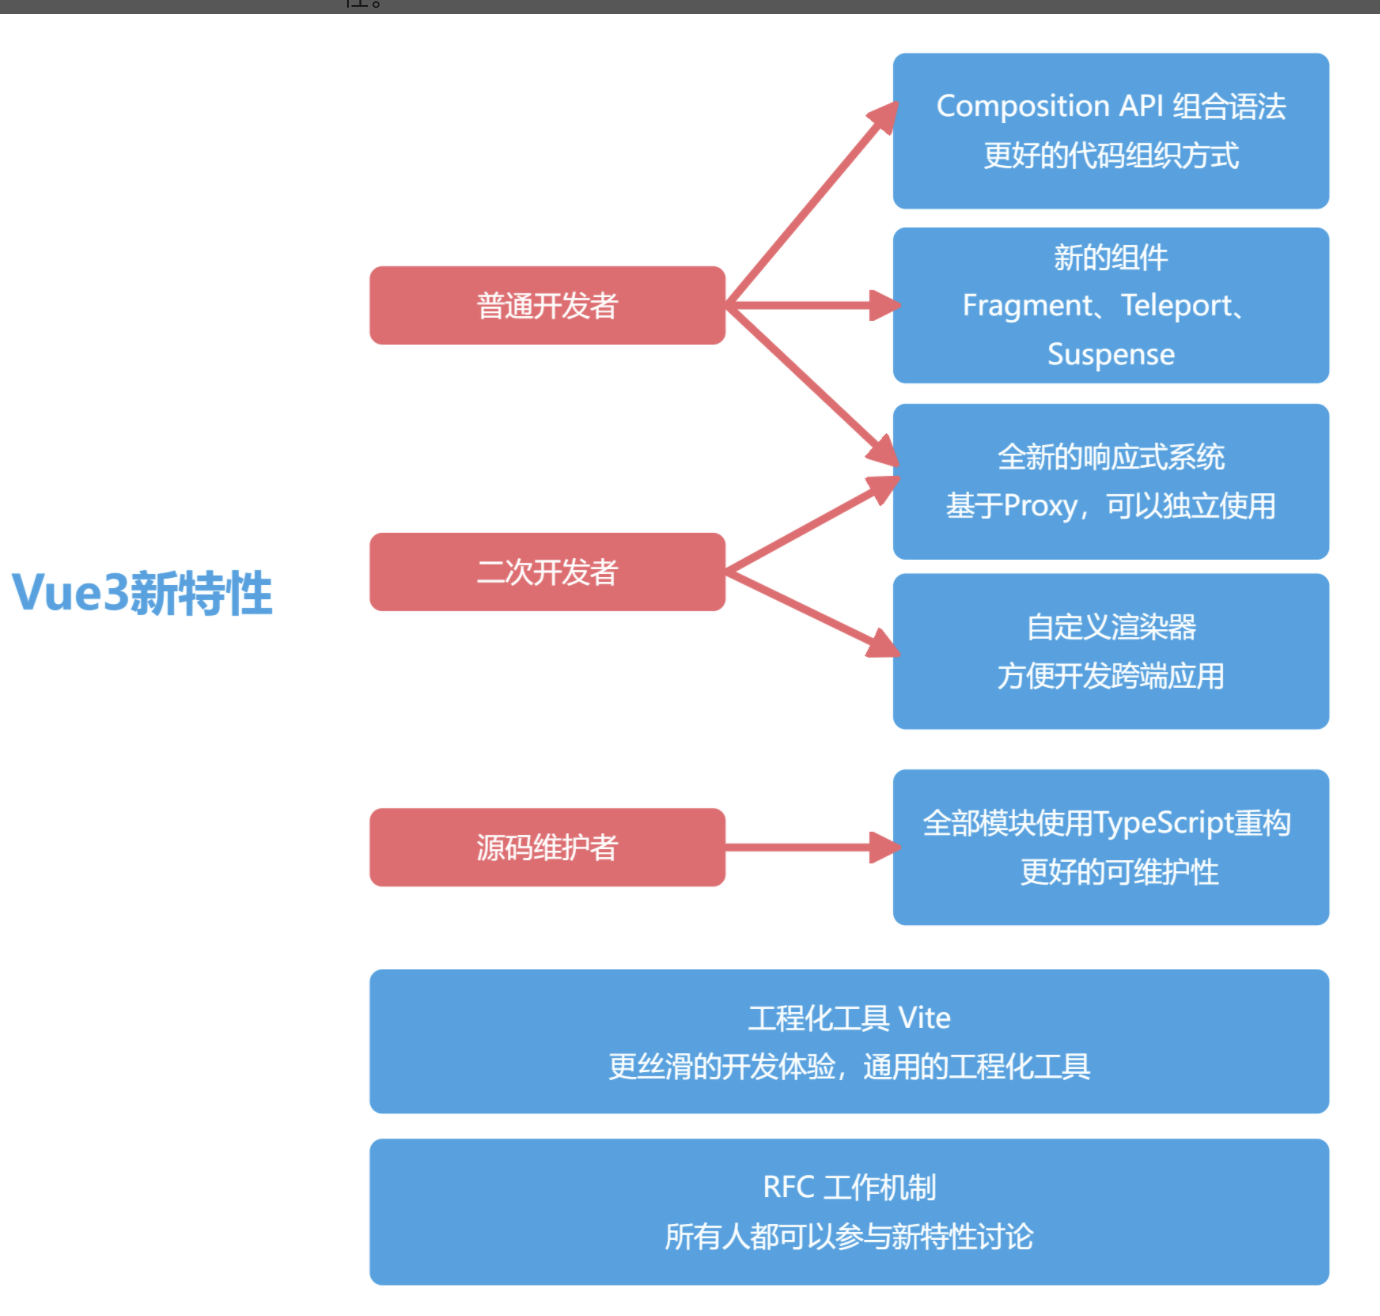 性。
Vue3新特性
普通开发者
二次开发者
源码维护者
Composition API 组合语法
更好的代码组织方式
新的组件
Fragment、Teleport、
Suspense
全新的响应式系统
基于Proxy，可以独立使用
自定义渲染器
方便开发跨端应用
全部模块使用TypeScript重构
更好的可维护性
工程化工具 Vite
更丝滑的开发体验，通用的工程化工具
RFC 工作机制
所有人都可以参与新特性讨论